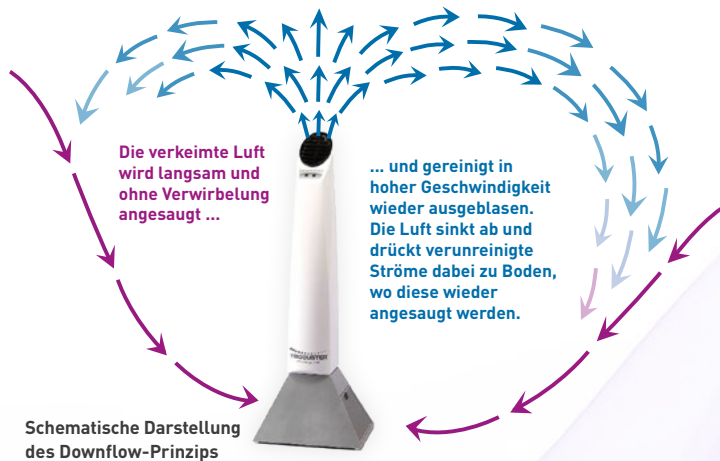 Die verkeimte Luft
wird langsam und
ohne Verwirbelung
angesaugt ...
... und gereinigt in
hoher Geschwindigkeit
wieder ausgeblasen.
Die Luft sinkt ab und
drückt verunreinigte
Ströme dabei zu Boden,
wo diese wieder
angesaugt werden.
Schematische Darstellung
des Downflow-Prinzips